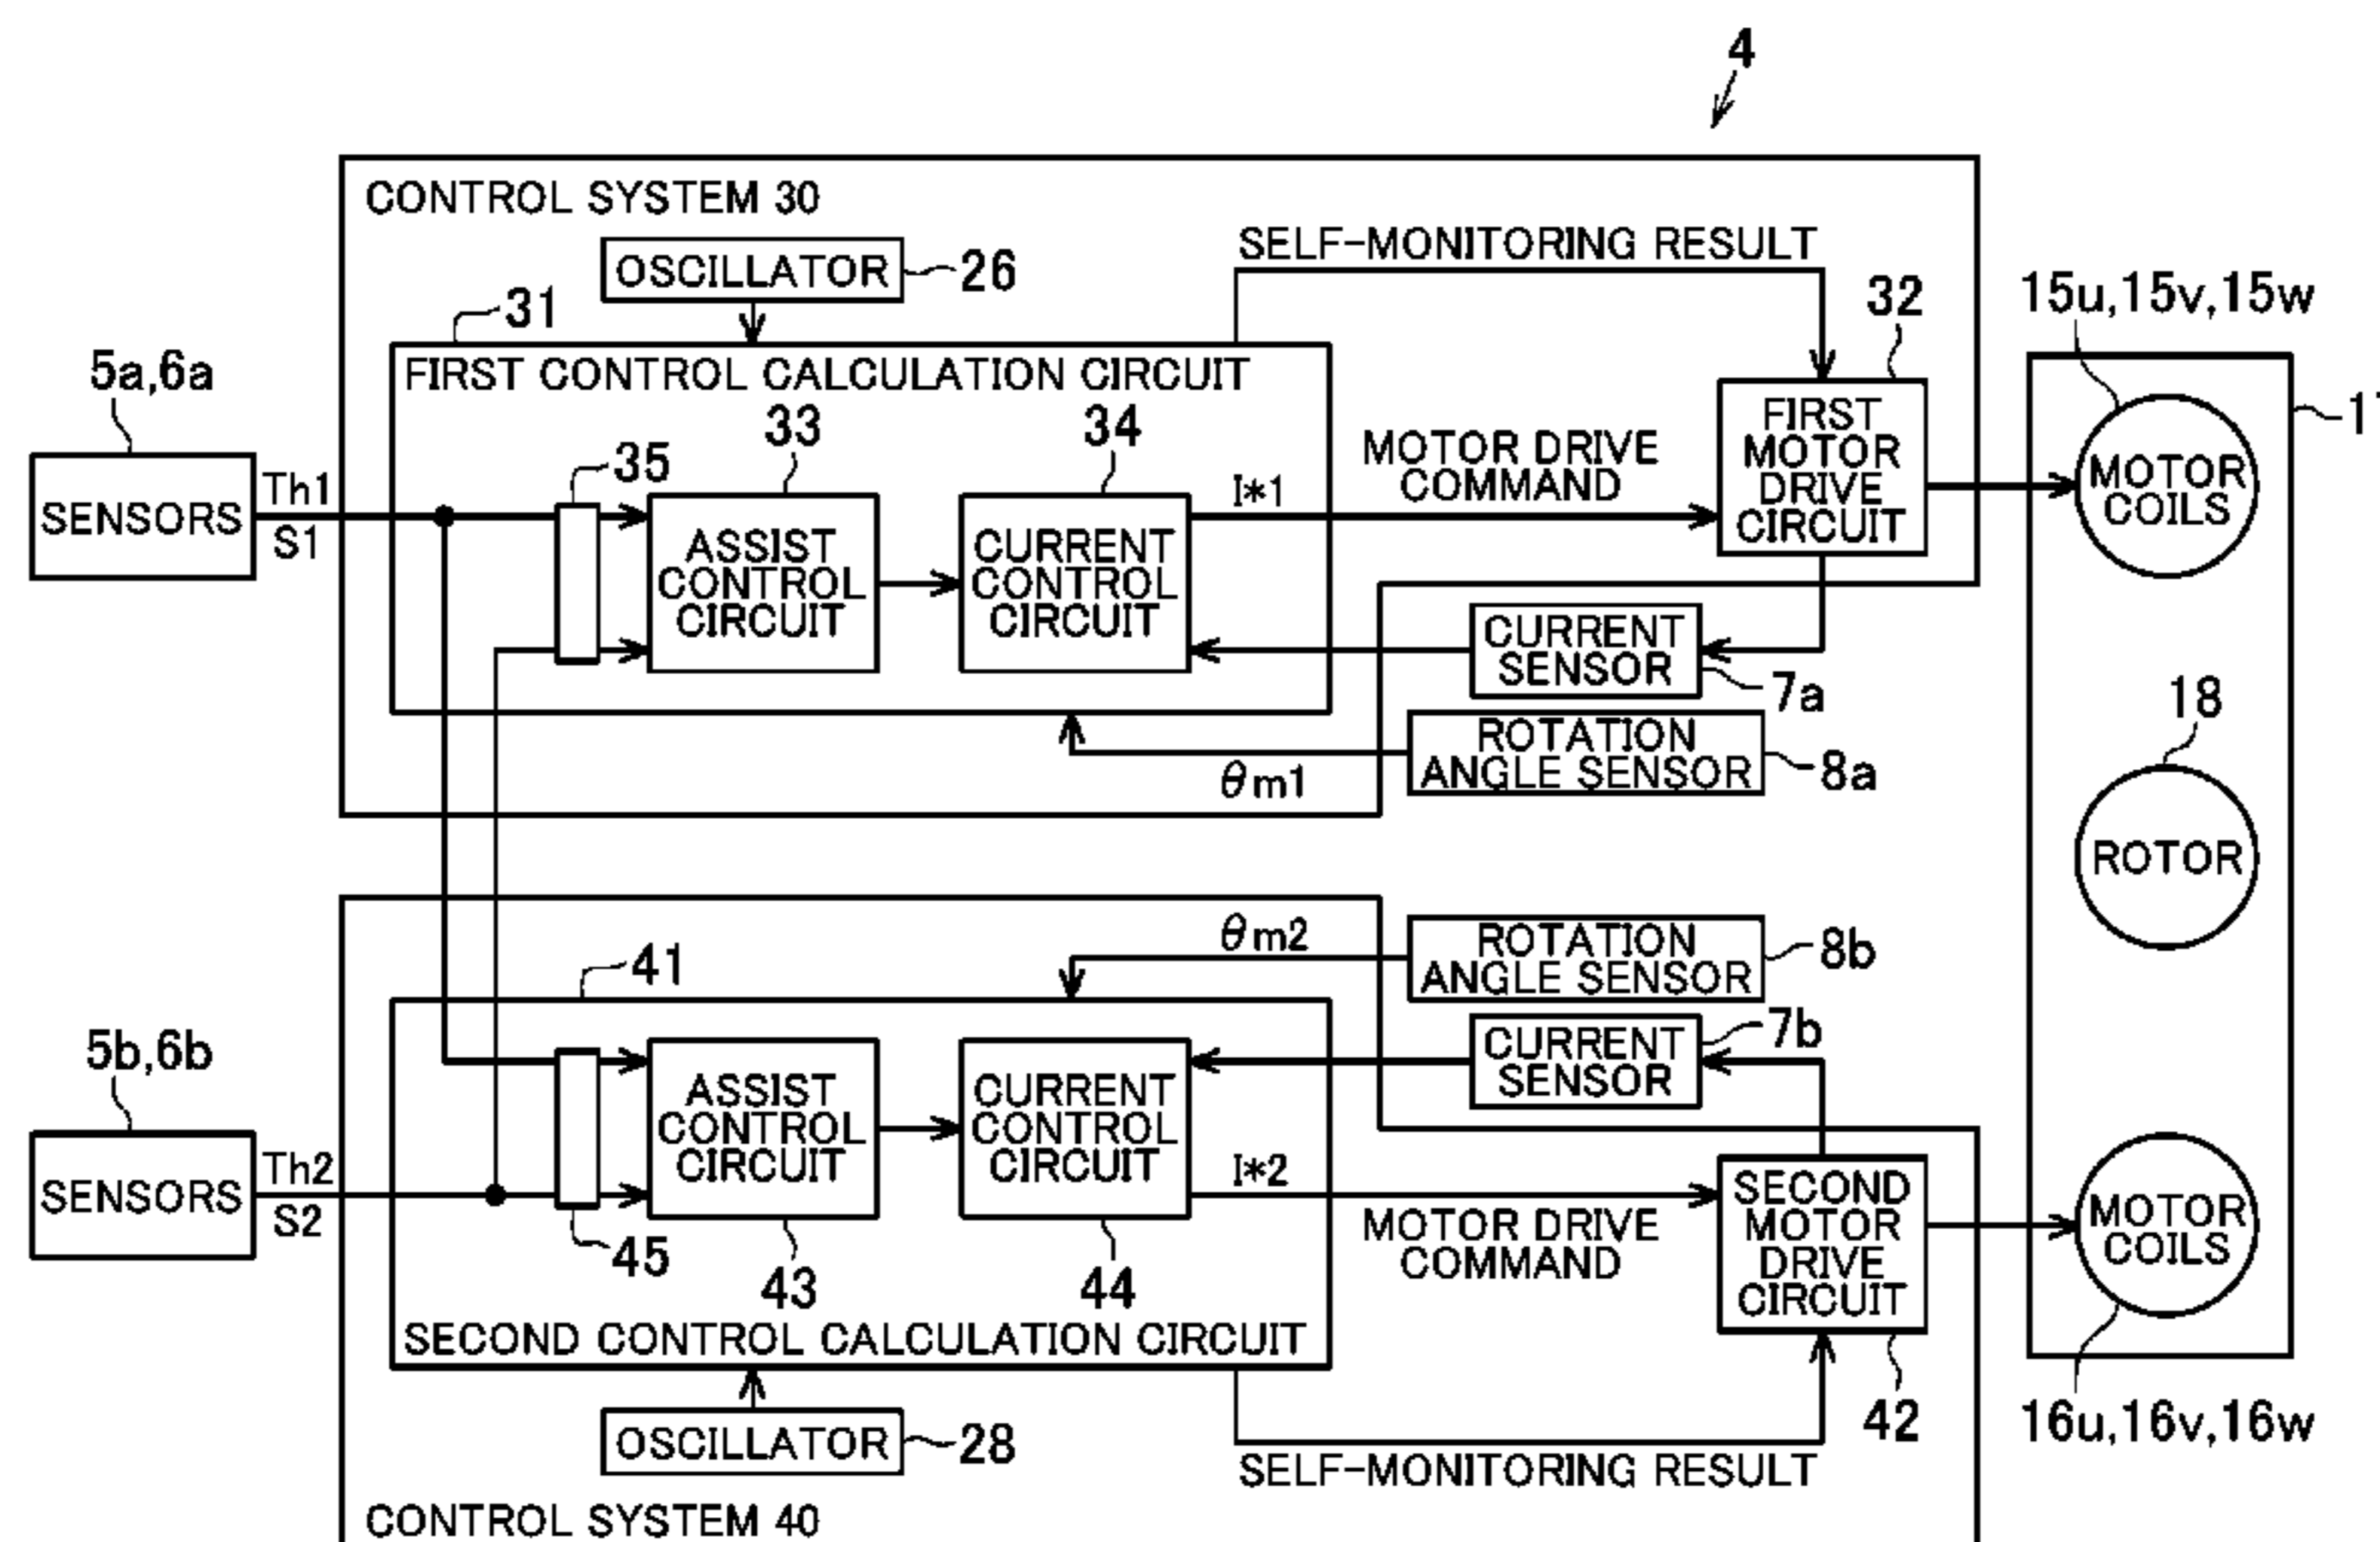 4
CONTROL SYSTEM 30
SELF-MONITORING RESULT
OSCILLATOR
26
31
32
15u,15v,15w
5a,6a
FIRST CONTROL CALCULATION CIRCUIT
33
34
35
SENSORS
Th1
S1
ASSIST
CONTROL
CIRCUIT
CURRENT
CONTROL
CIRCUIT
I*1
MOTOR DRIVE
COMMAND
FIRST
MOTOR
DRIVE
CIRCUIT
MOTOR
COILS
CURRENT
SENSOR
7a
ROTATION
ANGLE SENSOR
8a
θm1
18
ROTOR
θm2
ROTATION
ANGLE SENSOR
8b
41
CURRENT
SENSOR
7b
5b,6b
SENSORS
Th2
S2
ASSIST
CONTROL
CIRCUIT
CURRENT
CONTROL
CIRCUIT
I*2
MOTOR DRIVE
COMMAND
SECOND
MOTOR
DRIVE
CIRCUIT
MOTOR
COILS
45
43
44
SECOND CONTROL CALCULATION CIRCUIT
42
16u,16v,16w
OSCILLATOR
28
SELF-MONITORING RESULT
CONTROL SYSTEM 40